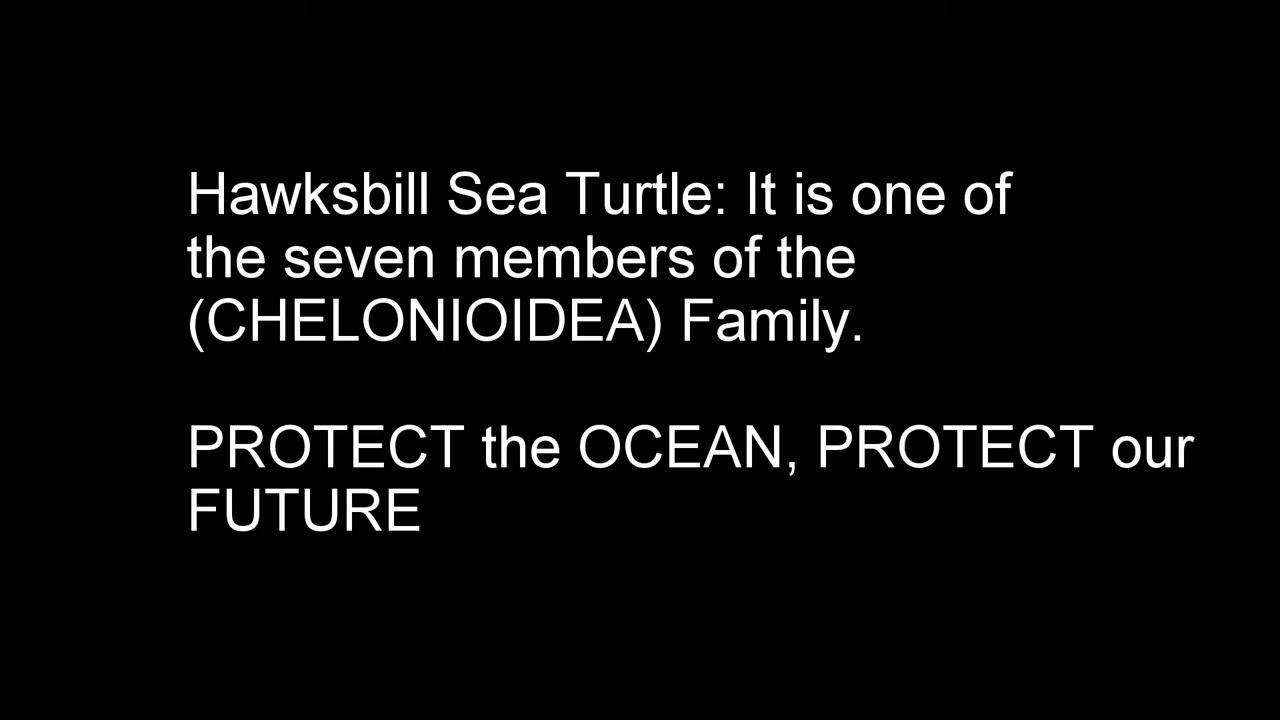 Hawksbill Sea Turtle: It is one of
the seven members of the
(CHELONIOIDEA) Family.
PROTECT the OCEAN, PROTECT our
FUTURE